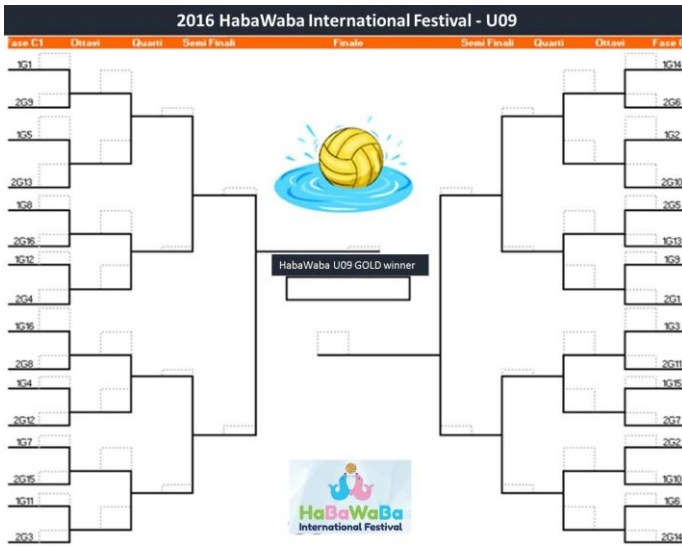 2016 HabaWaba International Festival - U09
Fase C1 Ottavi Quarti Semi Finali Finale Semi Finali Quarti Ottavi Fase
1G1 1G14
2G9 2G6
1G5 1G2
2G13 2G10
1G8 2G5
2G16 1G13
1G12 1G9
HabaWaba U09 GOLD winner
2G4 2G1
1G16 1G3
2G8 2G11
1G4 1G15
2G12 2G7
1G7 2G2
2G15 1G10
1G11 1G6
HaBaWaBa
International Festival
2G3 2G14